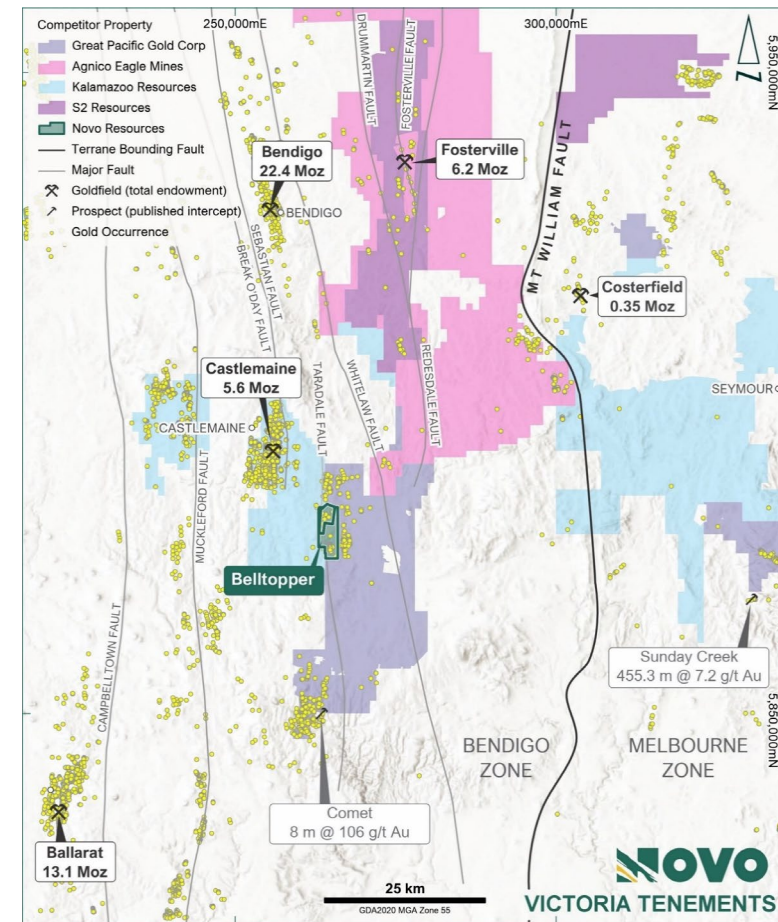 Competitor Property
Great Pacific Gold Corp
Agnico Eagle Mines
Kalamazoo Resources
S2 Resources
Novo Resources
Terrane Bounding Fault
Major Fault
Goldfield (total endowment)
Prospect (published intercept)
Gold Occurrence
250,000mE
300,000mE
5,950,000mN
Z
DRUMMARTIN FAULT
FOSTERVILLE FAULT
Bendigo
22.4 Moz
BENDIGO
Fosterville
6.2 Moz
MT WILLIAM FAULT
SEBASTIAN FAULT
BREAK O'DAY FAULT
Costerfield
0.35 Moz
Castlemaine
5.6 Moz
CASTLEMAINE
TARADALE FAULT
WHITELAW FAULT
REDESDALE FAULT
SEYMOUR
MUCKLEFORD FAULT
Belltopper
CAMPBELLTOWN FAULT
Sunday Creek
455.3 m @ 7.2 g/t Au
5,850,000mN
BENDIGO
ZONE
MELBOURNE
ZONE
Comet
8 m @ 106 g/t Au
Ballarat
13.1 Moz
25 km
GDA2020 MGA Zone 55
NOVO
VICTORIA TENEMENTS